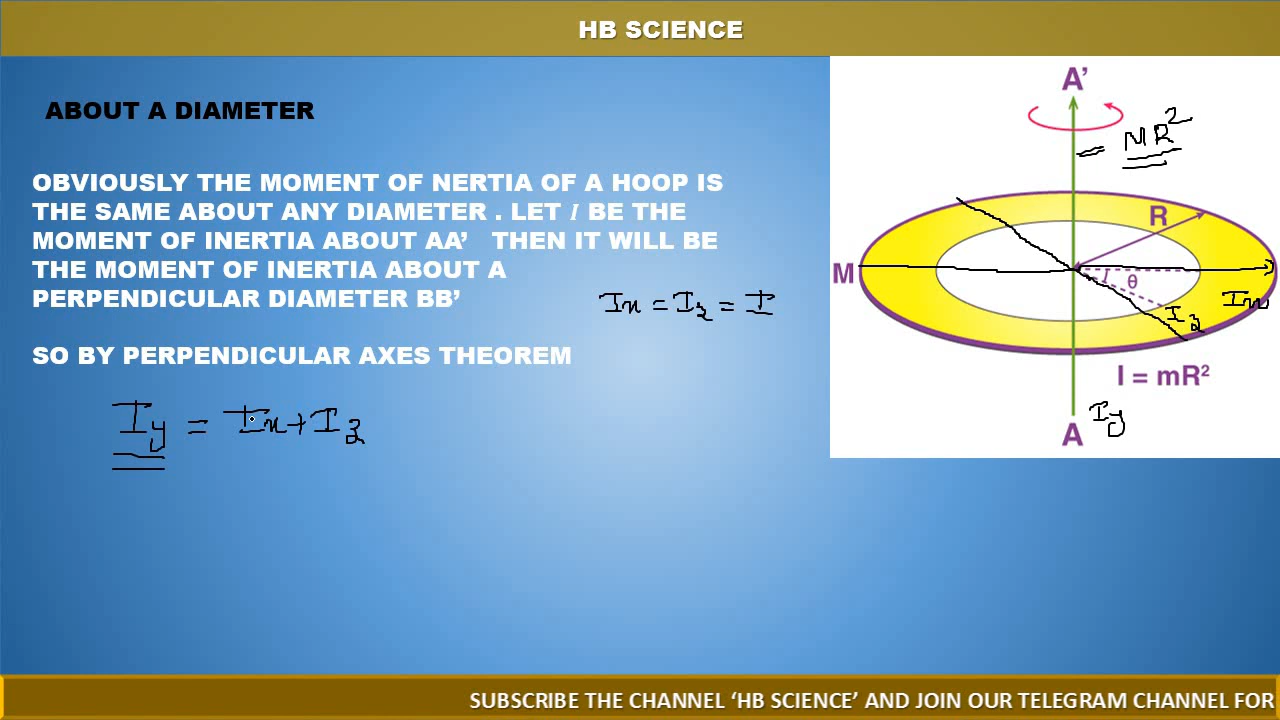 HB SCIENCE
ABOUT A DIAMETER
OBVIOUSLY THE MOMENT OF NERTIA OF A HOOP IS
THE SAME ABOUT ANY DIAMETER . LET I BE THE
MOMENT OF INERTIA ABOUT AA’ THEN IT WILL BE
THE MOMENT OF INERTIA ABOUT A
PERPENDICULAR DIAMETER BB’
Ix = Iz = I
SO BY PERPENDICULAR AXES THEOREM
Iy = Ix + Iz
A’
= MR²
R
M
θ
Ix
Iz
I = mR²
Iy
A
SUBSCRIBE THE CHANNEL ‘HB SCIENCE’ AND JOIN OUR TELEGRAM CHANNEL FOR